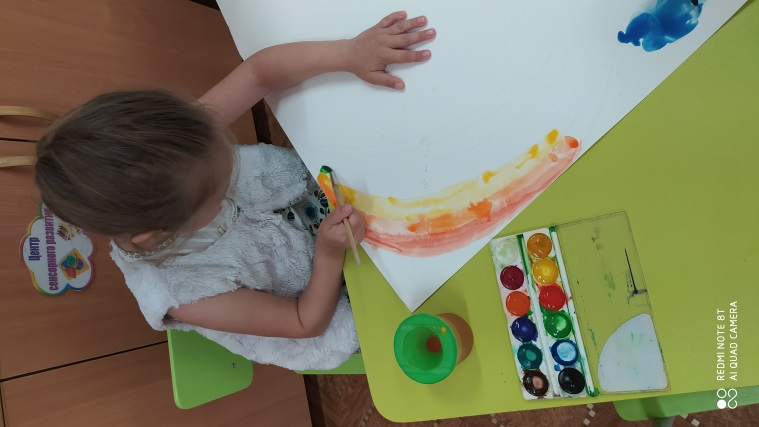 Центр
сенсорного развития
REDMI NOTE 8T
AI QUAD CAMERA